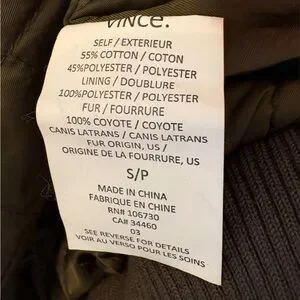 VINCE.
SELF / EXTERIEUR
55% COTTON / COTON
45%POLYESTER / POLYESTER
LINING / DOUBLURE
100%POLYESTER / POLYESTER
FUR / FOURRURE
100% COYOTE / COYOTE
CANIS LATRANS / CANIS LATRANS
FUR ORIGIN, US /
ORIGINE DE LA FOURRURE, US
S/P
MADE IN CHINA
FABRIQUE EN CHINE
RN# 106730
CA# 34460
03
SEE REVERSE FOR DETAILS
VOIR AU VERSO POUR LES SOINS